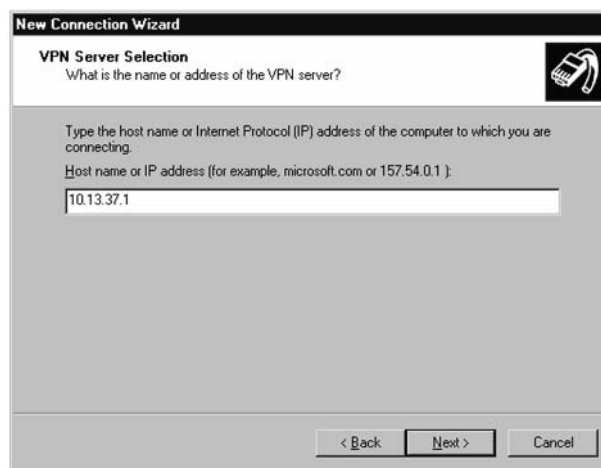 New Connection Wizard
VPN Server Selection
What is the name or address of the VPN server?
Type the host name or Internet Protocol (IP) address of the computer to which you are
connecting.
Host name or IP address (for example, microsoft.com or 157.54.0.1 ):
10.13.37.1
< Back
Next >
Cancel